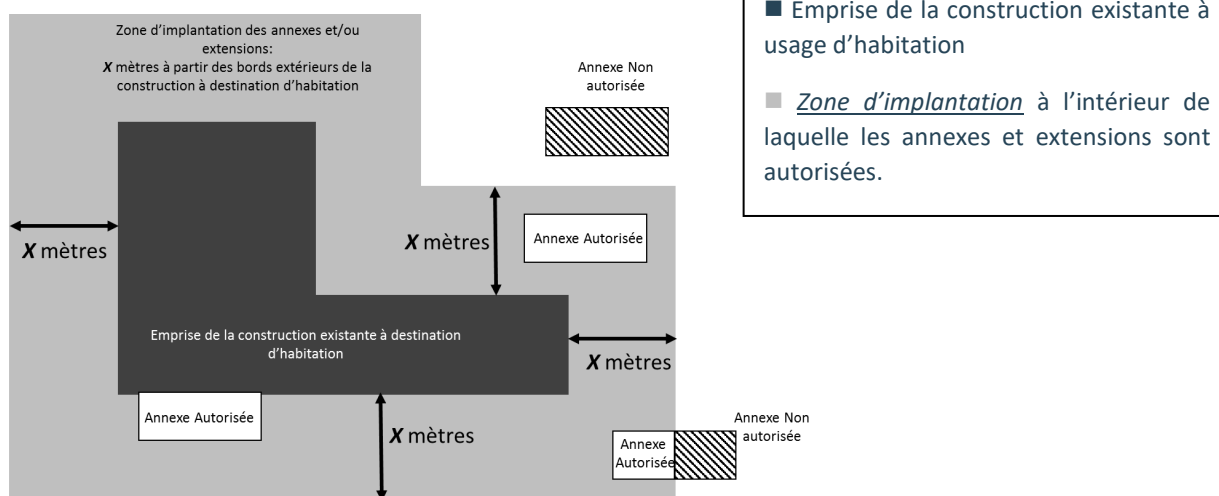 Zone d’implantation des annexes et/ou
extensions:
X mètres à partir des bords extérieurs de la
construction à destination d’habitation
Annexe Non
autorisée
X mètres
X mètres
Annexe Autorisée
Emprise de la construction existante à destination
d’habitation
X mètres
Annexe Autorisée
X mètres
Annexe
Autorisée
Annexe Non
autorisée
Emprise de la construction existante à
usage d’habitation
Zone d’implantation à l’intérieur de
laquelle les annexes et extensions sont
autorisées.